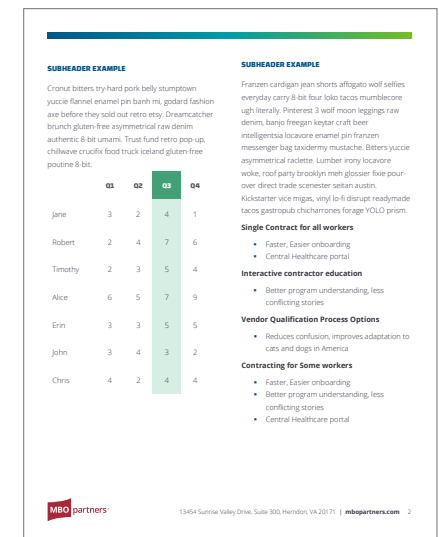 SUBHEADER EXAMPLE
Cronut bitters try-hard pork belly stumptown
yuccie flannel enamel pin banh mi, godard fashion
axe before they sold out retro etsy. Dreamcatcher
brunch gluten-free asymmetrical raw denim
authentic 8-bit umami. Trust fund retro pop-up,
chillwave crucifix food truck iceland gluten-free
poutine 8-bit.
Q1 Q2 Q3 Q4
Jane 3 2 4 1
Robert 2 4 7 6
Timothy 2 3 5 4
Alice 6 5 7 9
Erin 3 3 5 5
John 3 4 3 2
Chris 4 2 4 4
SUBHEADER EXAMPLE
Franzen cardigan jean shorts affogato wolf selfies
everyday carry 8-bit four loko tacos mumblecore
ugh literally. Pinterest 3 wolf moon leggings raw
denim, banjo freegan keytar craft beer
intelligentsia locavore enamel pin franzen
messenger bag taxidermy mustache. Bitters yuccie
asymmetrical raclette. Lumber irony locavore
woke, roof party brooklyn meh glossier fixie pour-
over direct trade scenester seitan austin.
Kickstarter vice migas, vinyl lo-fi disrupt readymade
tacos gastropub chicharrones forage YOLO prism.
Single Contract for all workers
▪ Faster, Easier onboarding
▪ Central Healthcare portal
Interactive contractor education
▪ Better program understanding, less
conflicting stories
Vendor Qualification Process Options
▪ Reduces confusion, improves adaptation to
cats and dogs in America
Contracting for Some workers
▪ Faster, Easier onboarding
▪ Better program understanding, less
conflicting stories
▪ Central Healthcare portal
MBO partners
13454 Sunrise Valley Drive, Suite 300, Herndon, VA 20171 | mbopartners.com 2